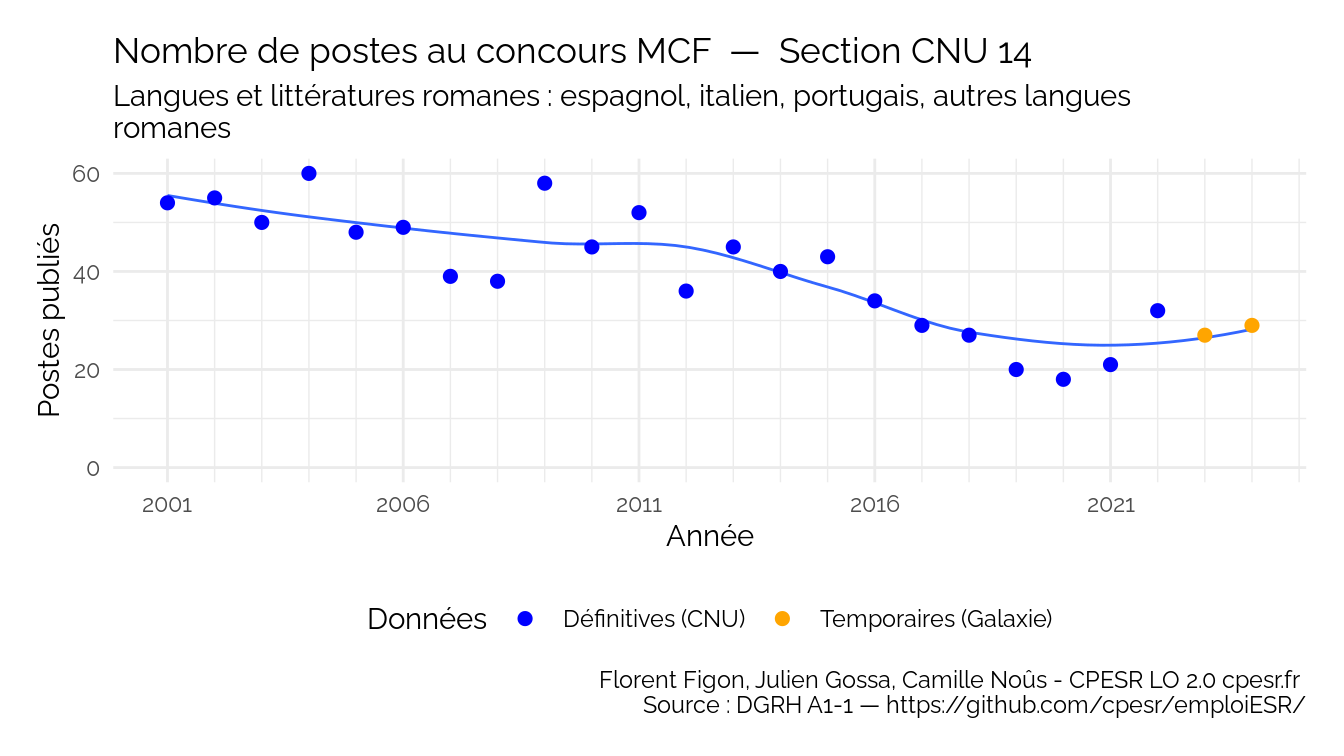 Nombre de postes au concours MCF — Section CNU 14
Langues et littératures romanes : espagnol, italien, portugais, autres langues
romanes
Postes publiés
60
40
20
0
2001 2006 2011 2016 2021
Année
Données Définitives (CNU) Temporaires (Galaxie)
Florent Figon, Julien Gossa, Camille Noûs - CPESR LO 2.0 cpesr.fr
Source : DGRH A1-1 — https://github.com/cpesr/emploiESR/